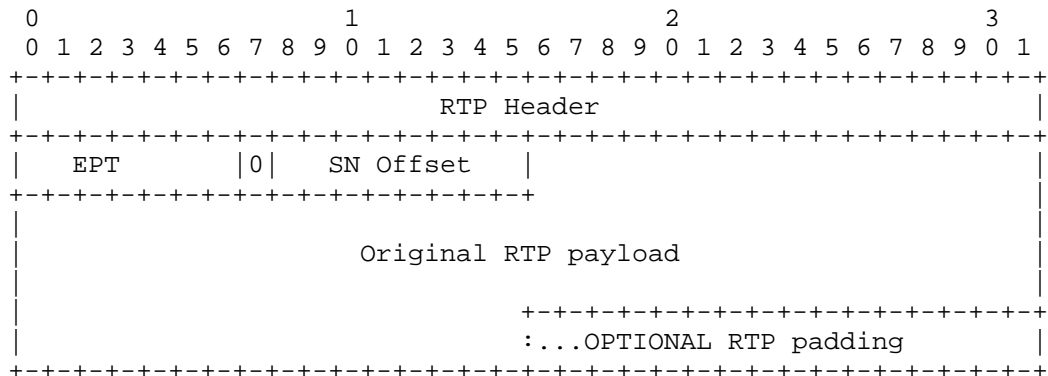 0                   1                   2                   3
 0 1 2 3 4 5 6 7 8 9 0 1 2 3 4 5 6 7 8 9 0 1 2 3 4 5 6 7 8 9 0 1
+-+-+-+-+-+-+-+-+-+-+-+-+-+-+-+-+-+-+-+-+-+-+-+-+-+-+-+-+-+-+-+-+
|                          RTP Header                           |
+-+-+-+-+-+-+-+-+-+-+-+-+-+-+-+-+-+-+-+-+-+-+-+-+-+-+-+-+-+-+-+-+
|   EPT       |0|   SN Offset   |                               |
+-+-+-+-+-+-+-+-+-+-+-+-+-+-+-+-+                               |
|                                                               |
|                     Original RTP payload                      |
|                                                               |
|                               +-+-+-+-+-+-+-+-+-+-+-+-+-+-+-+-+
|                               :...OPTIONAL RTP padding        |
+-+-+-+-+-+-+-+-+-+-+-+-+-+-+-+-+-+-+-+-+-+-+-+-+-+-+-+-+-+-+-+-+